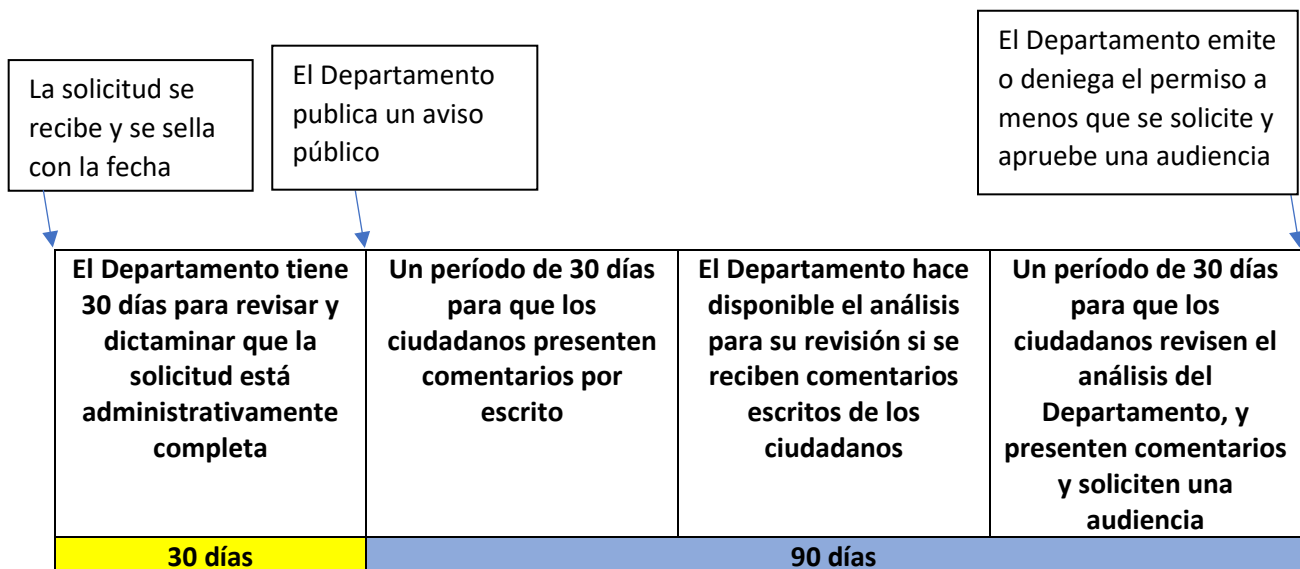 La solicitud se
recibe y se sella
con la fecha
El Departamento
publica un aviso
público
El Departamento emite
o deniega el permiso a
menos que se solicite y
apruebe una audiencia
El Departamento tiene
30 días para revisar y
dictaminar que la
solicitud está
administrativamente
completa
Un período de 30 días
para que los
ciudadanos presenten
comentarios por
escrito
El Departamento hace
disponible el análisis
para su revisión si se
reciben comentarios
escritos de los
ciudadanos
Un período de 30 días
para que los
ciudadanos revisen el
análisis del
Departamento, y
presenten comentarios
y soliciten una
audiencia
30 días
90 días